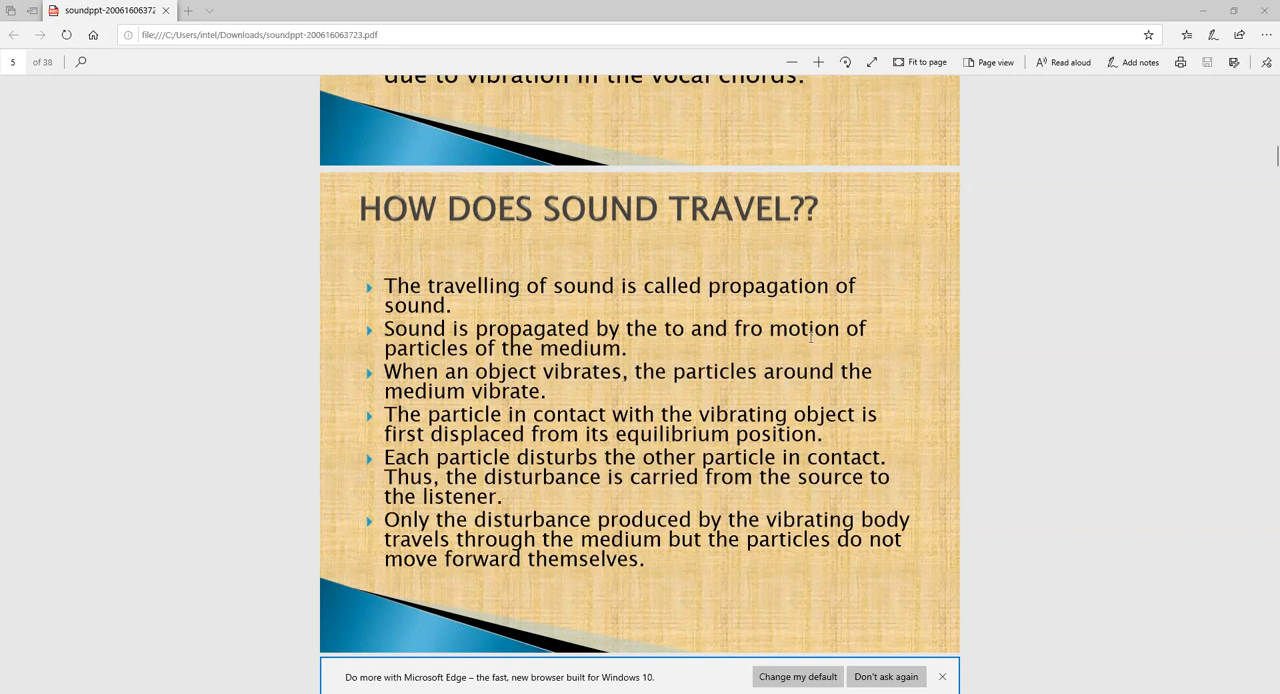 soundppt-2006160637
file:///C:/Users/intel/Downloads/soundppt-200616063723.pdf
5 of 38
Fit to page
Page view
Read aloud
Add notes
due to vibration in the vocal chords.
HOW DOES SOUND TRAVEL??
The travelling of sound is called propagation of
sound.
Sound is propagated by the to and fro motion of
particles of the medium.
When an object vibrates, the particles around the
medium vibrate.
The particle in contact with the vibrating object is
first displaced from its equilibrium position.
Each particle disturbs the other particle in contact.
Thus, the disturbance is carried from the source to
the listener.
Only the disturbance produced by the vibrating body
travels through the medium but the particles do not
move forward themselves.
Do more with Microsoft Edge – the fast, new browser built for Windows 10.
Change my default
Don't ask again